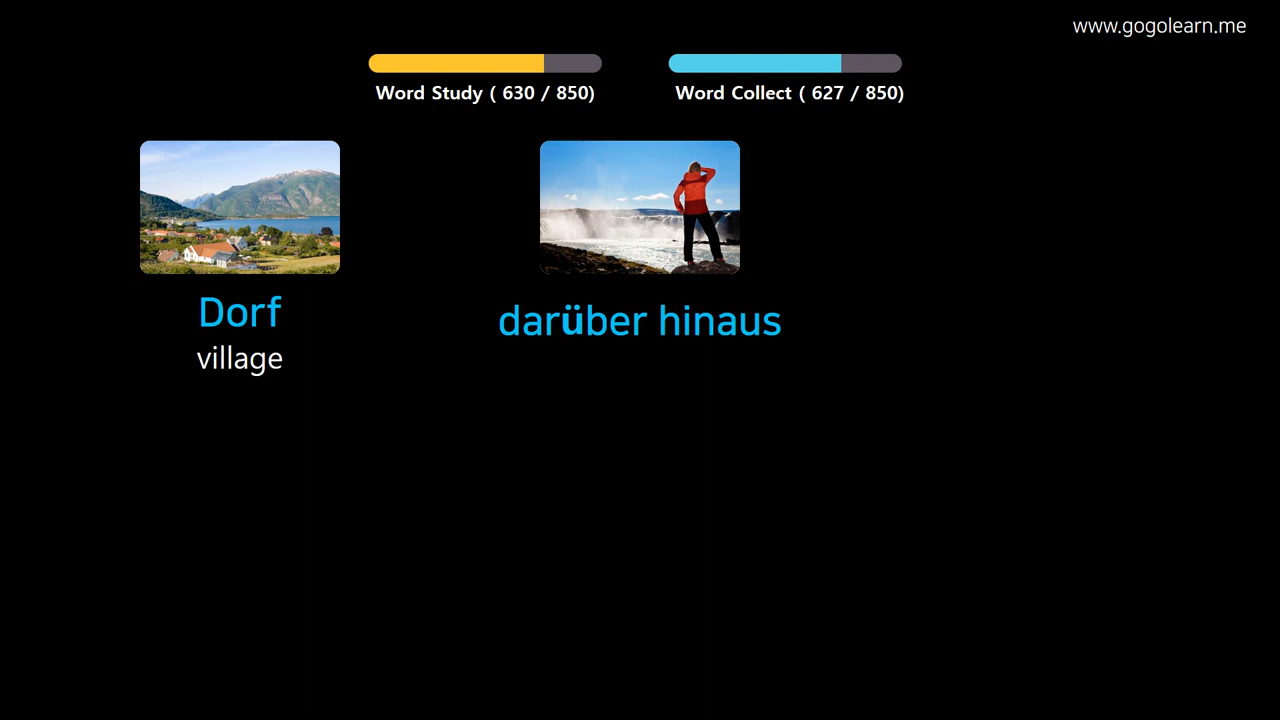 www.gogolearn.me
Word Study ( 630 / 850)
Word Collect ( 627 / 850)
Dorf
village
darüber hinaus